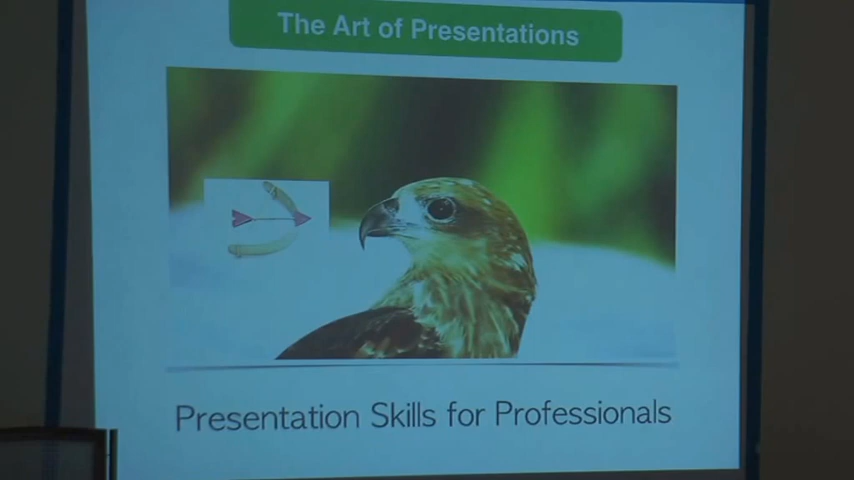 The Art of Presentations
Presentation Skills for Professionals